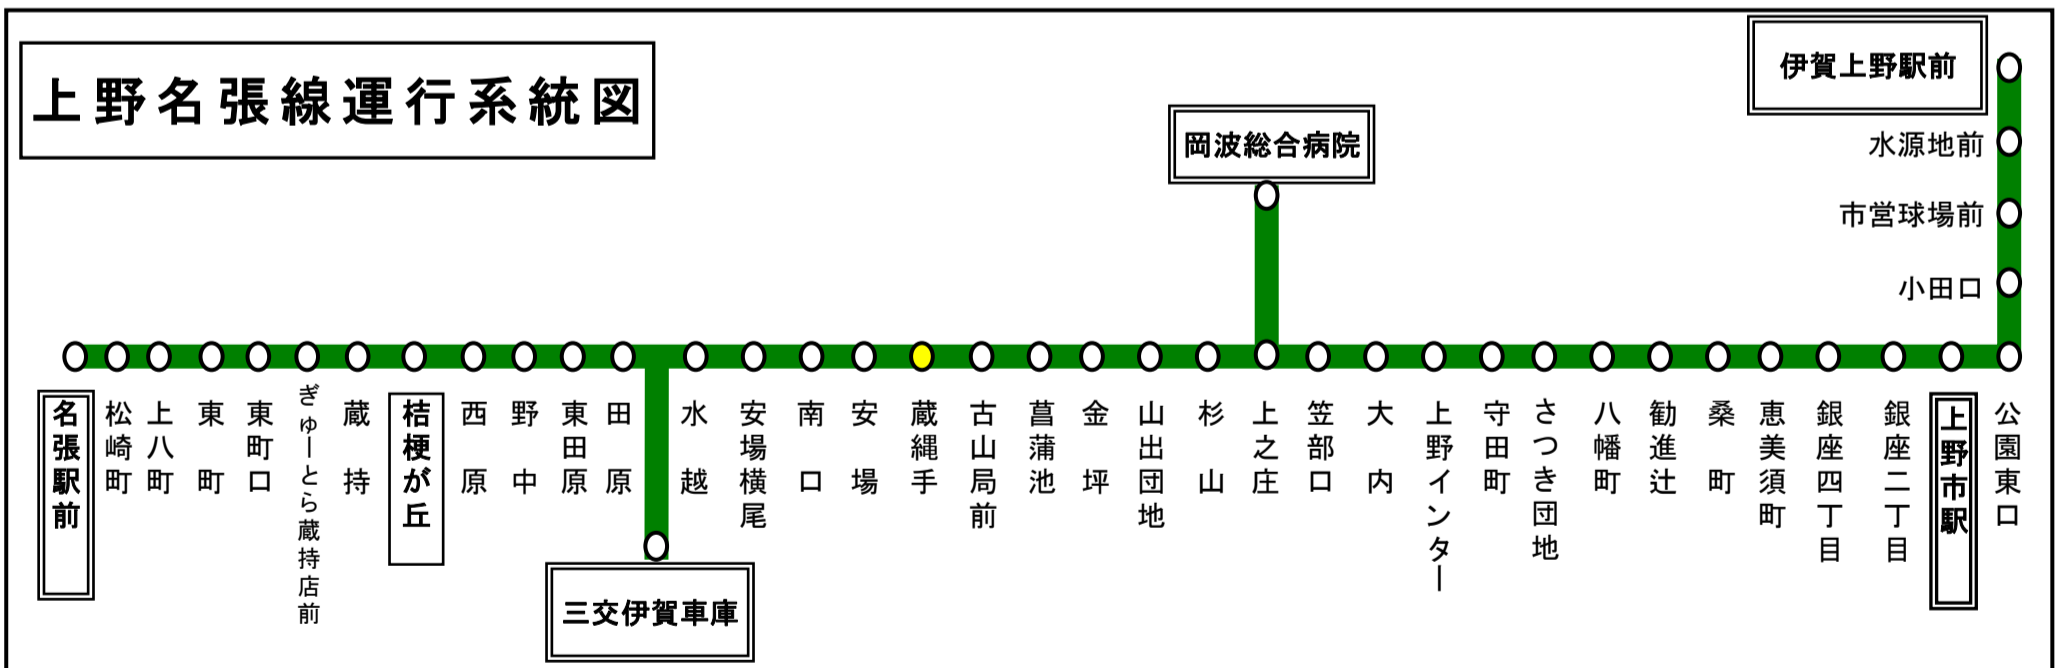 上野名張線運行系統図
伊賀上野駅前
岡波総合病院
水源地前
市営球場前
小田口
名張駅前
松崎町
上八町
東町
東町口
ぎゅーとら蔵持店前
蔵持
桔梗が丘
西原
野中
東田原
田原
水越
安場横尾
南口
安場
蔵縄手
古山局前
菖蒲池
金坪
山出団地
杉山
上之庄
笠部口
大内
上野インター
守田町
さつき団地
八幡町
勧進辻
桑町
恵美須町
銀座四丁目
銀座二丁目
上野市駅
公園東口
三交伊賀車庫